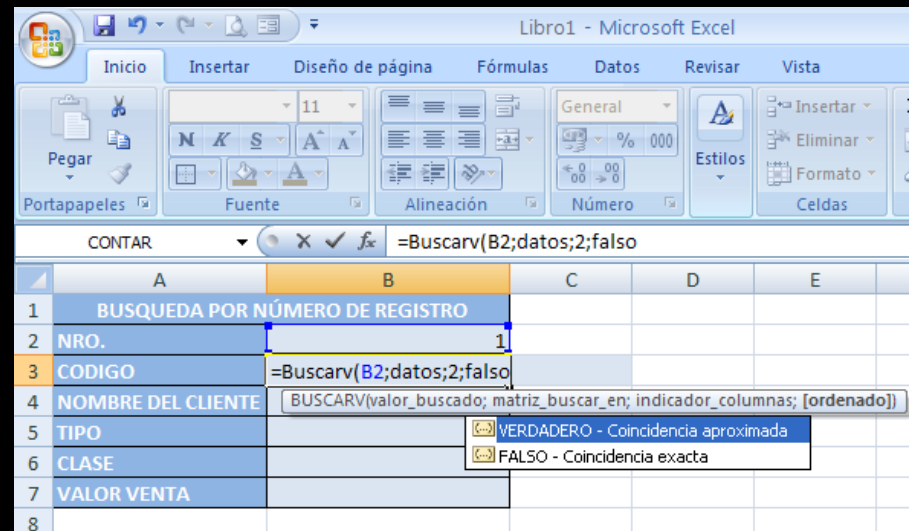 Libro1 - Microsoft Excel
Inicio Insertar Diseño de página Fórmulas Datos Revisar Vista
11 General Insertar
Pegar N K S A A % 000 Estilos Eliminar
A Formato
Portapapeles Fuente Alineación Número Celdas
CONTAR fx =Buscarv(B2;datos;2;falso
A B C D E
1 BUSQUEDA POR NÚMERO DE REGISTRO
2 NRO. 1
3 CODIGO =Buscarv(B2;datos;2;falso
4 NOMBRE DEL CLIENTE BUSCARV(valor_buscado; matriz_buscar_en; indicador_columnas; [ordenado])
5 TIPO VERDADERO - Coincidencia aproximada
6 CLASE FALSO - Coincidencia exacta
7 VALOR VENTA
8